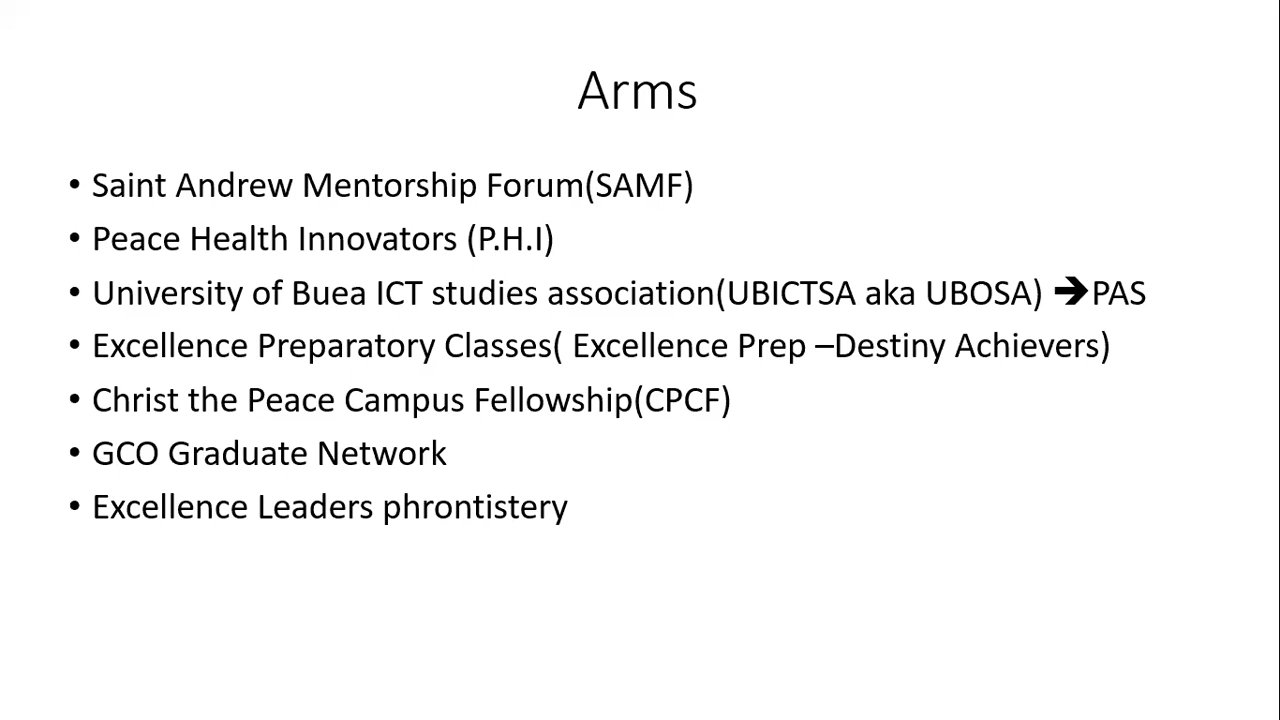 Arms
• Saint Andrew Mentorship Forum(SAMF)
• Peace Health Innovators (P.H.I)
• University of Buea ICT studies association(UBICTSA aka UBOSA) ➔PAS
• Excellence Preparatory Classes( Excellence Prep –Destiny Achievers)
• Christ the Peace Campus Fellowship(CPCF)
• GCO Graduate Network
• Excellence Leaders phrontistery